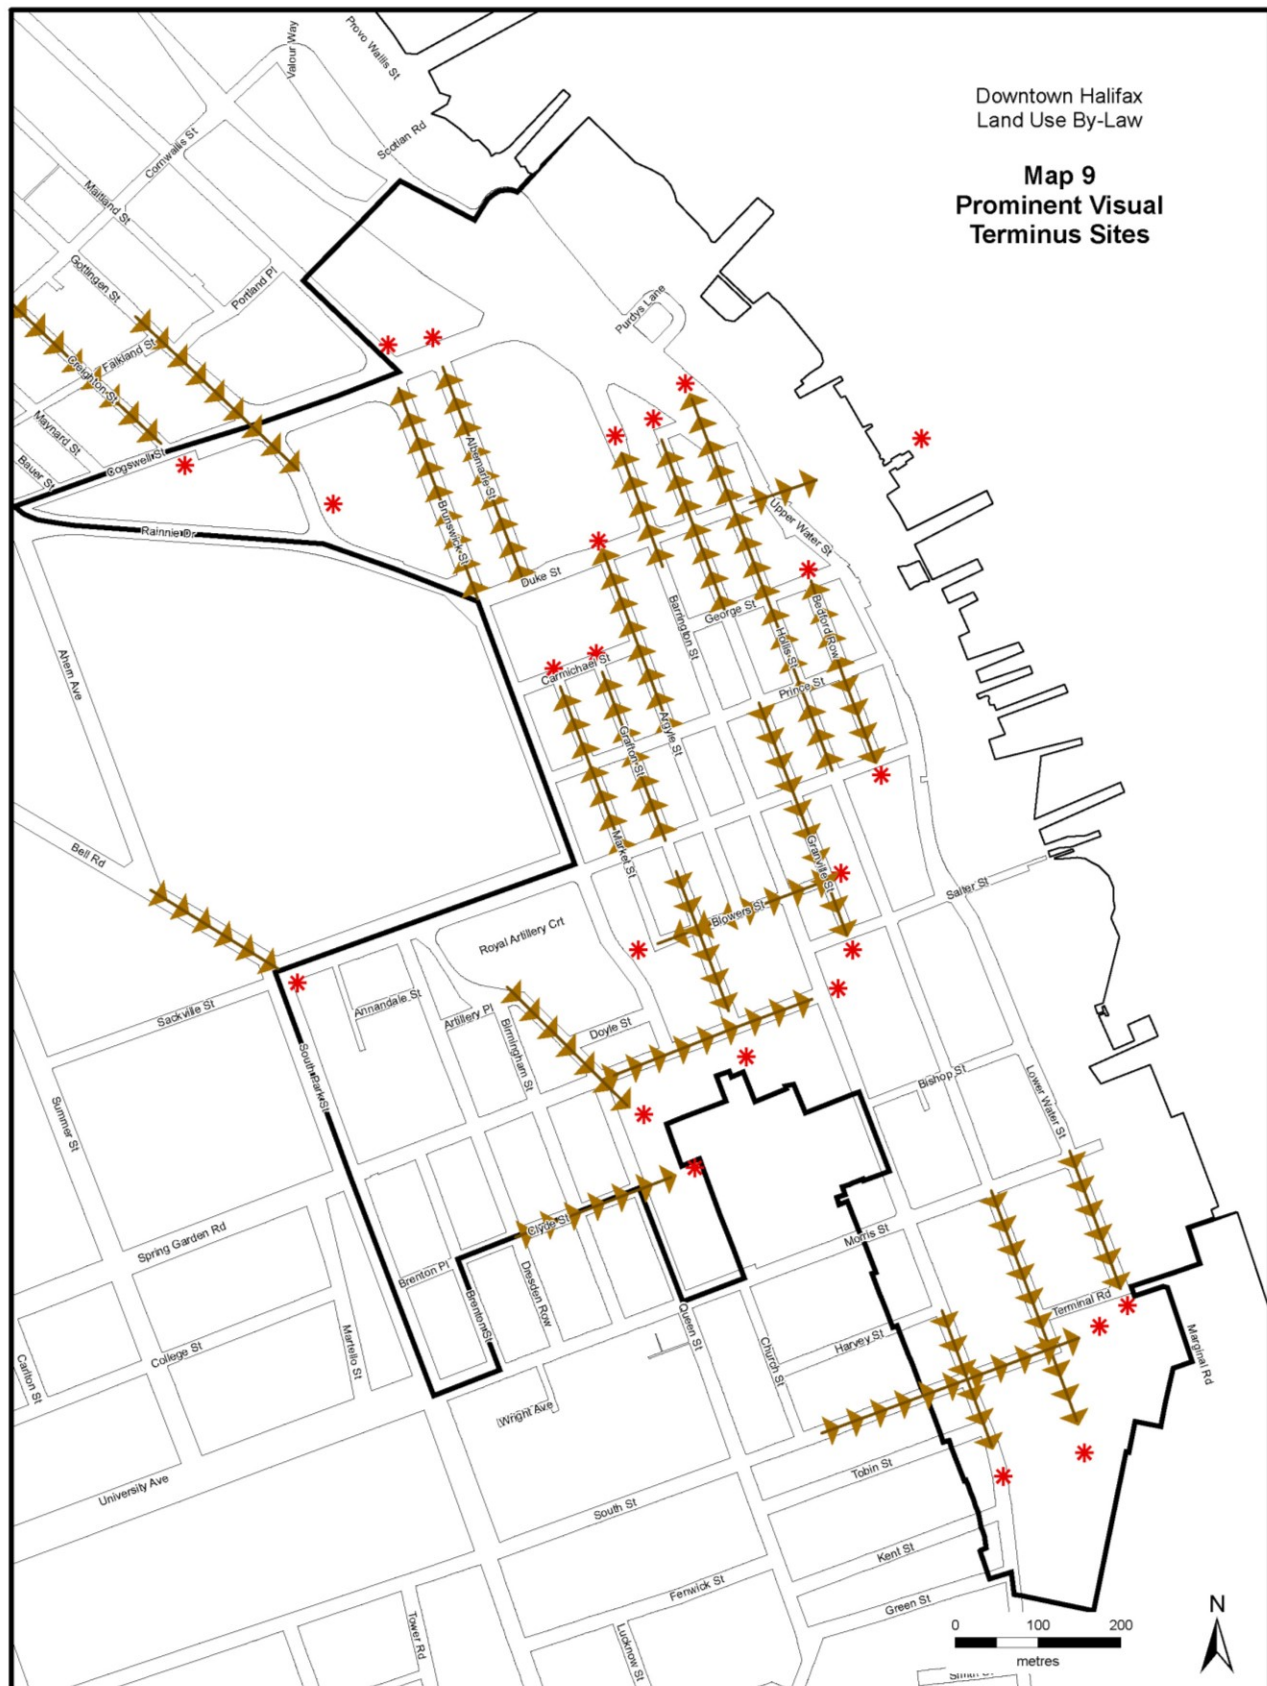 Downtown Halifax
Land Use By-Law
Map 9
Prominent Visual
Terminus Sites
Valour Way
Provo Wallis St
Scotian Rd
Cornwallis St
Maitland St
Gottingen St
Portland Pl
Purdys Lane
Falkland St
Creighton St
Maynard St
Bauer St
Cogswell St
Rainnie Dr
Albemarle St
Brunswick St
Duke St
Upper Water St
Barrington St
George St
Bedford Row
Hollis St
Prince St
Carmichael St
Argyle St
Grafton St
Market St
Granville St
Blowers St
Salter St
Ahern Ave
Bell Rd
Royal Artillery Crt
Sackville St
Annandale St
Artillery Pl
Birmingham St
Doyle St
South Park St
Summer St
Bishop St
Lower Water St
Spring Garden Rd
Clyde St
Morris St
Brenton Pl
Brenton St
Dresden Row
Queen St
Terminal Rd
Harvey St
Church St
Marginal Rd
College St
Carlton St
Martello St
Wright Ave
University Ave
Tobin St
South St
Kent St
Fenwick St
Green St
Tower Rd
Lucknow St
N
0 100 200
metres